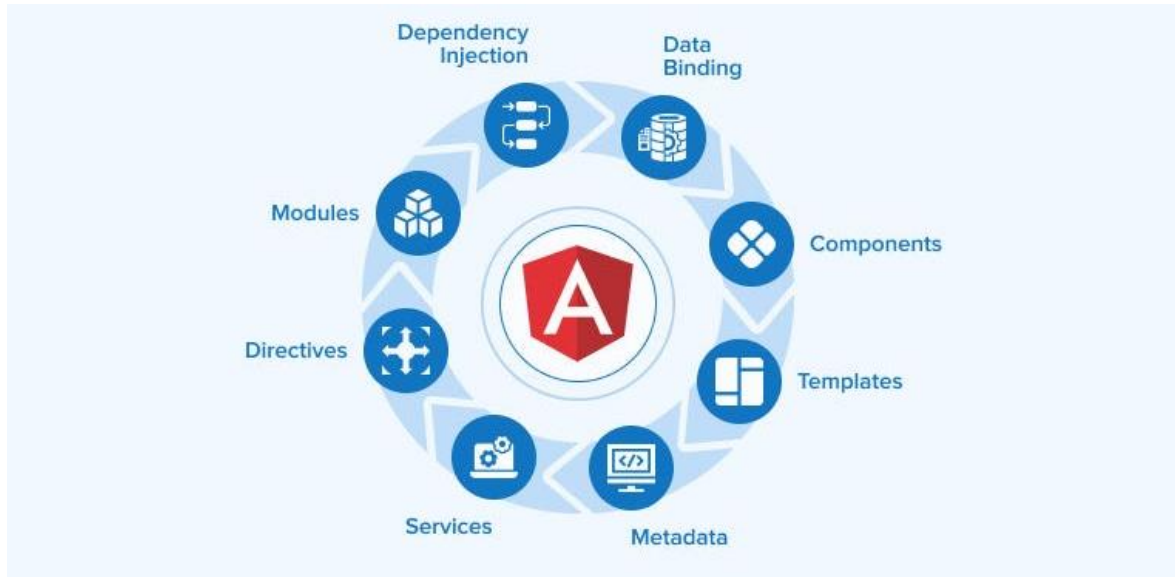 Dependency
Injection
Data
Binding
Modules
Components
Directives
Templates
Services
Metadata
A
</>